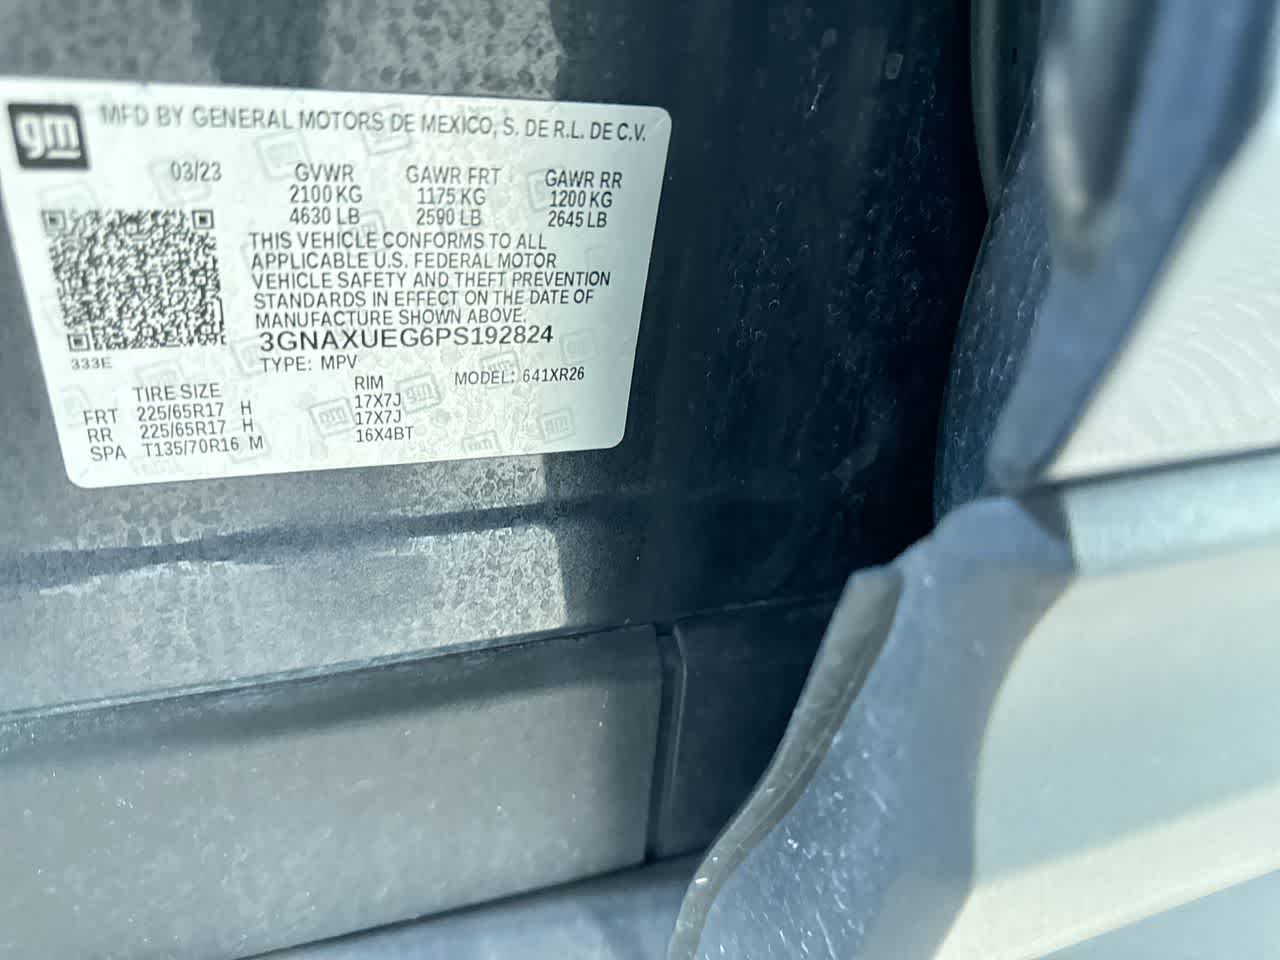 gm MFD BY GENERAL MOTORS DE MEXICO, S. DE R.L. DE C.V.
03/23 GVWR GAWR FRT GAWR RR
2100 KG 1175 KG 1200 KG
4630 LB 2590 LB 2645 LB
THIS VEHICLE CONFORMS TO ALL
APPLICABLE U.S. FEDERAL MOTOR
VEHICLE SAFETY AND THEFT PREVENTION
STANDARDS IN EFFECT ON THE DATE OF
MANUFACTURE SHOWN ABOVE.
3GNAXUEG6PS192824
333E TYPE: MPV MODEL: 641XR26
TIRE SIZE RIM
FRT 225/65R17 H 17X7J
RR 225/65R17 H 17X7J
SPA T135/70R16 M 16X4BT